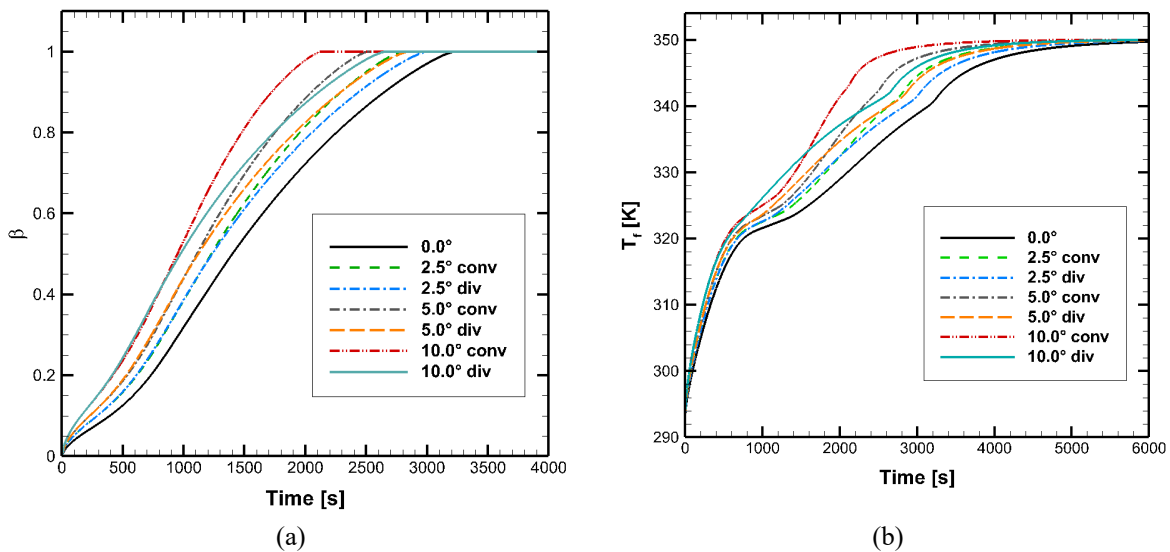 1
0.8
0.6
0.4
0.2
0
β
0 500 1000 1500 2000 2500 3000 3500 4000
Time [s]
0.0°
2.5° conv
2.5° div
5.0° conv
5.0° div
10.0° conv
10.0° div
(a)
350
340
330
320
310
300
290
T_f [K]
0 1000 2000 3000 4000 5000 6000
Time [s]
0.0°
2.5° conv
2.5° div
5.0° conv
5.0° div
10.0° conv
10.0° div
(b)